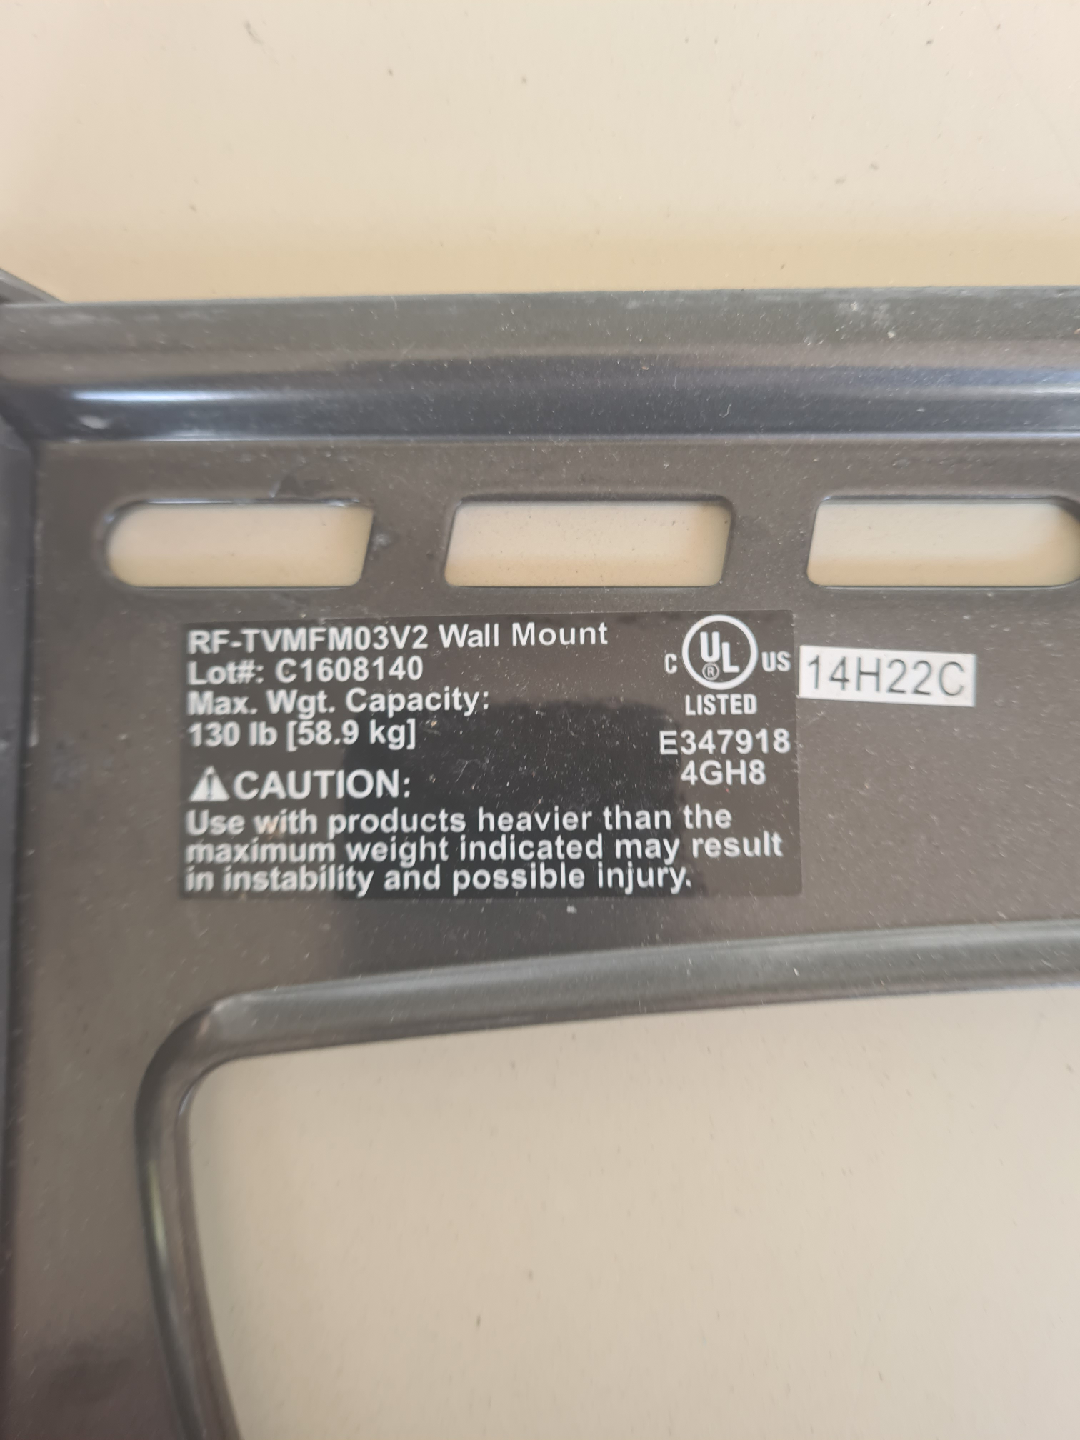 RF-TVMFM03V2 Wall Mount
Lot#: C1608140
Max. Wgt. Capacity:
130 lb [58.9 kg]
⚠CAUTION:
Use with products heavier than the
maximum weight indicated may result
in instability and possible injury.
C UL® US
LISTED
E347918
4GH8
14H22C